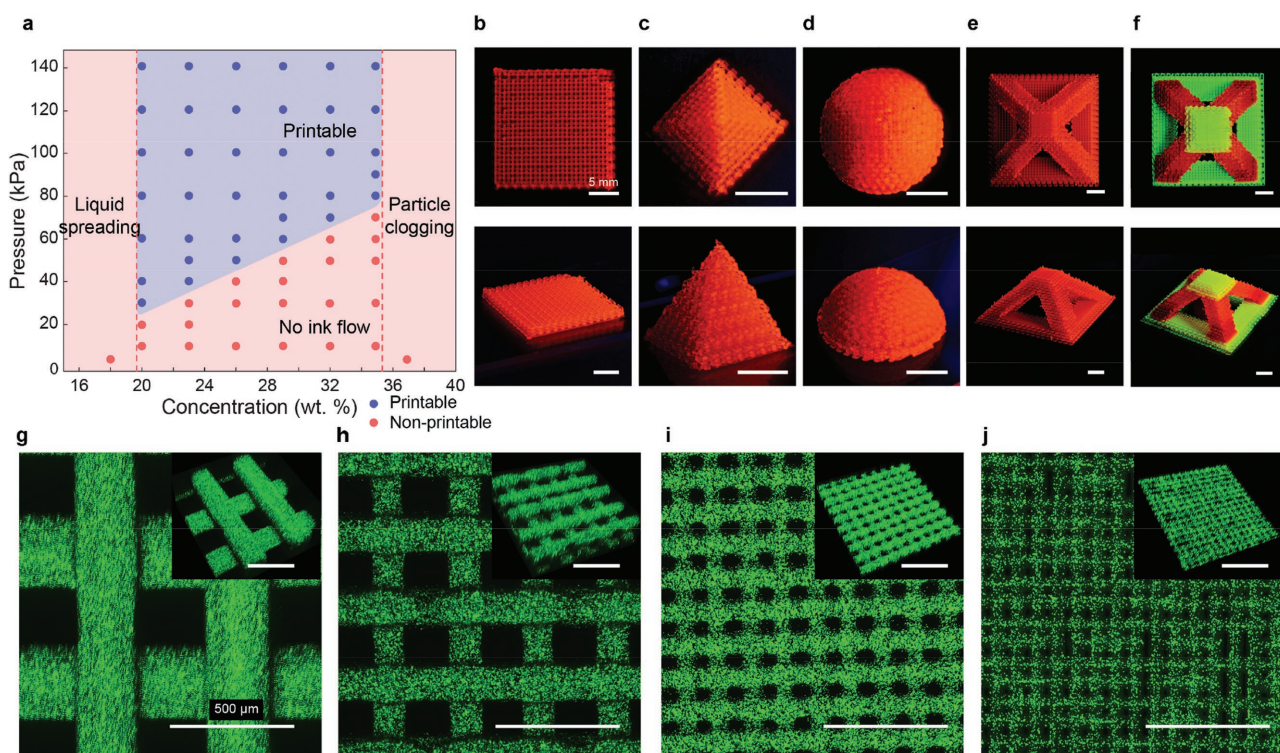 a
b
c
d
e
f
140
120
100
80
60
40
20
0
Pressure (kPa)
Printable
Liquid
spreading
Particle
clogging
No ink flow
16
20
24
28
32
36
40
Concentration (wt. %)
Printable
Non-printable
5 mm
g
h
i
j
500 µm